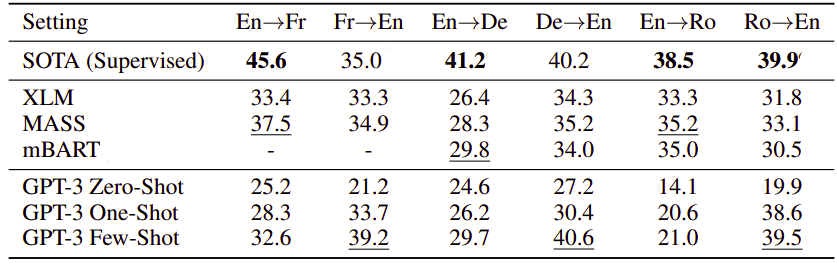 Setting En→Fr Fr→En En→De De→En En→Ro Ro→En
SOTA (Supervised) 45.6 35.0 41.2 40.2 38.5 39.9
XLM 33.4 33.3 26.4 34.3 33.3 31.8
MASS 37.5 34.9 28.3 35.2 35.2 33.1
mBART - - 29.8 34.0 35.0 30.5
GPT-3 Zero-Shot 25.2 21.2 24.6 27.2 14.1 19.9
GPT-3 One-Shot 28.3 33.7 26.2 30.4 20.6 38.6
GPT-3 Few-Shot 32.6 39.2 29.7 40.6 21.0 39.5